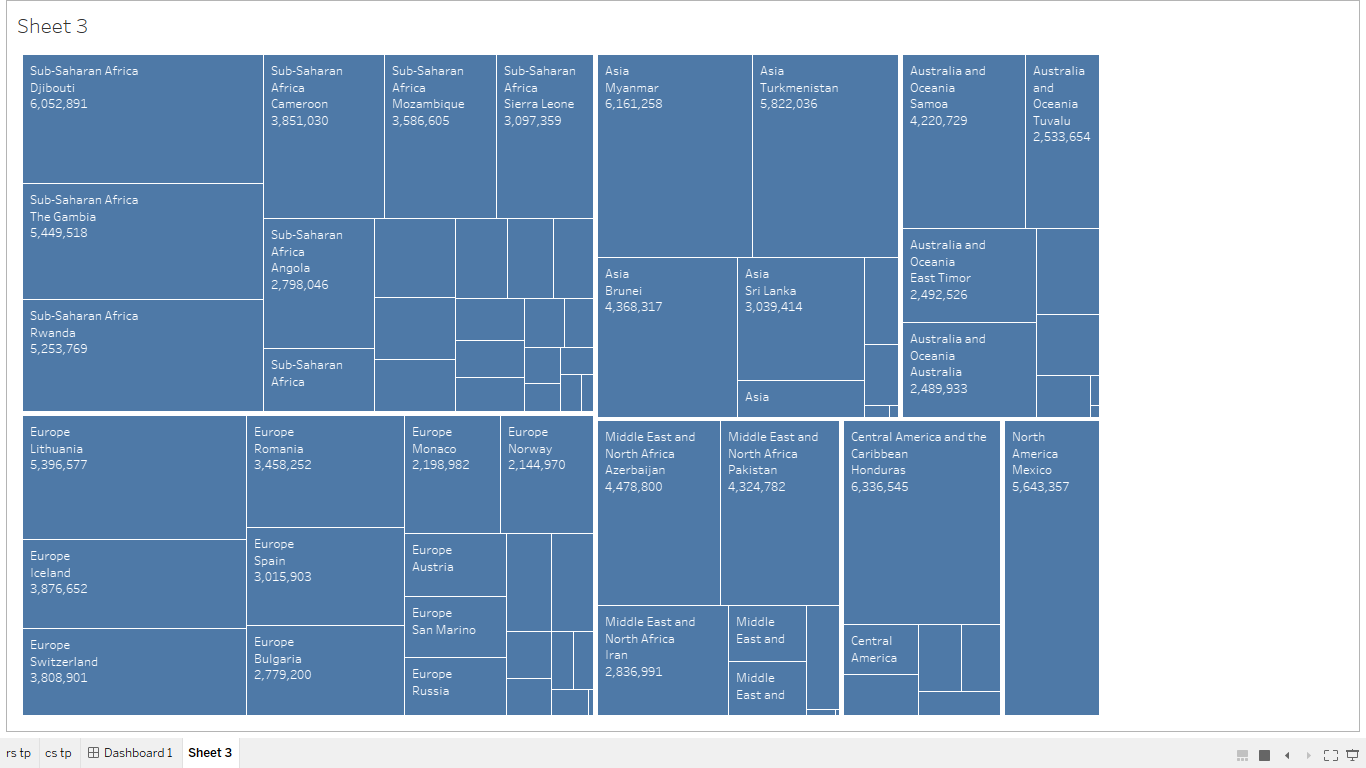 Sheet 3
Sub-Saharan Africa
Djibouti
6,052,891
Sub-Saharan Africa
The Gambia
5,449,518
Sub-Saharan Africa
Rwanda
5,253,769
Sub-Saharan
Africa
Cameroon
3,851,030
Sub-Saharan
Africa
Mozambique
3,586,605
Sub-Saharan
Africa
Sierra Leone
3,097,359
Sub-Saharan
Africa
Angola
2,798,046
Sub-Saharan
Africa
Asia
Myanmar
6,161,258
Asia
Turkmenistan
5,822,036
Asia
Brunei
4,368,317
Asia
Sri Lanka
3,039,414
Asia
Australia and
Oceania
Samoa
4,220,729
Australia
and
Oceania
Tuvalu
2,533,654
Australia and
Oceania
East Timor
2,492,526
Australia and
Oceania
Australia
2,489,933
Europe
Lithuania
5,396,577
Europe
Iceland
3,876,652
Europe
Switzerland
3,808,901
Europe
Romania
3,458,252
Europe
Spain
3,015,903
Europe
Bulgaria
2,779,200
Europe
Monaco
2,198,982
Europe
Norway
2,144,970
Europe
Austria
Europe
San Marino
Europe
Russia
Middle East and
North Africa
Azerbaijan
4,478,800
Middle East and
North Africa
Pakistan
4,324,782
Middle East and
North Africa
Iran
2,836,991
Middle
East and
Middle
East and
Central America and the
Caribbean
Honduras
6,336,545
Central
America
North
America
Mexico
5,643,357
rs tp
cs tp
Dashboard 1
Sheet 3